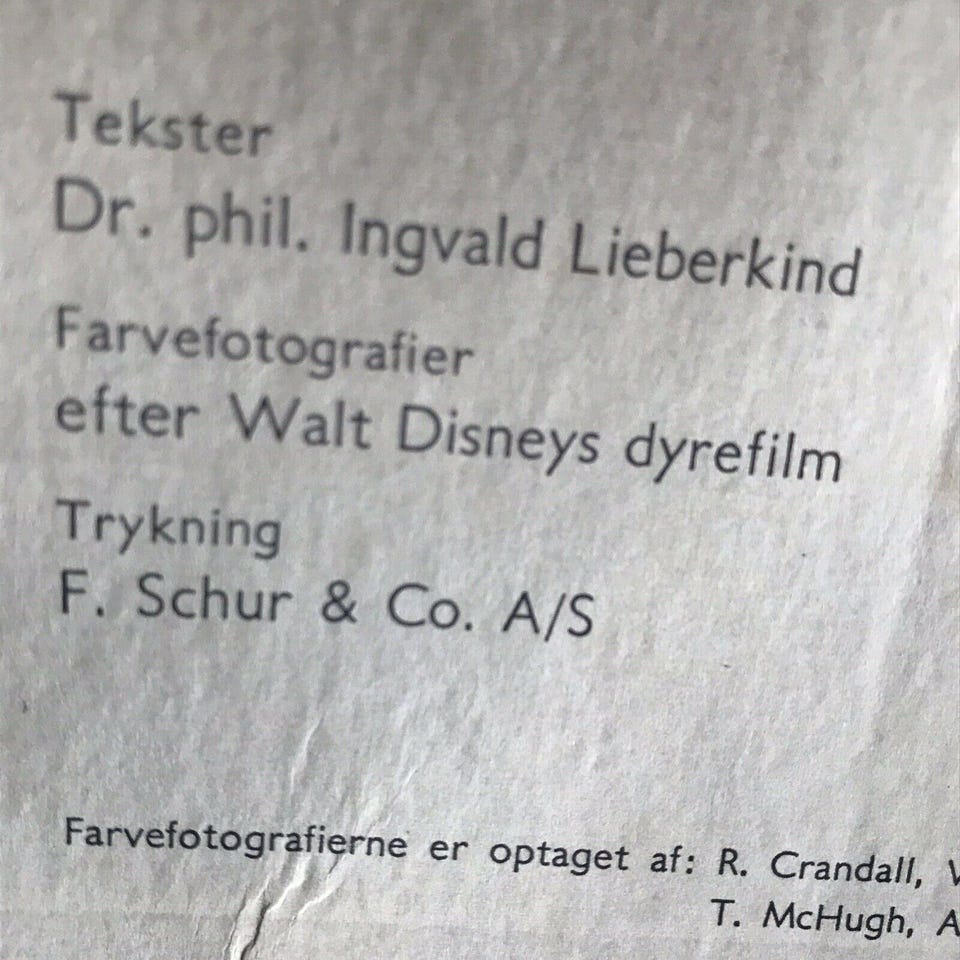 Tekster
Dr. phil. Ingvald Lieberkind
Farvefotografier
efter Walt Disneys dyrefilm
Trykning
F. Schur & Co. A/S
Farvefotografierne er optaget af: R. Crandall,
T. McHugh, A